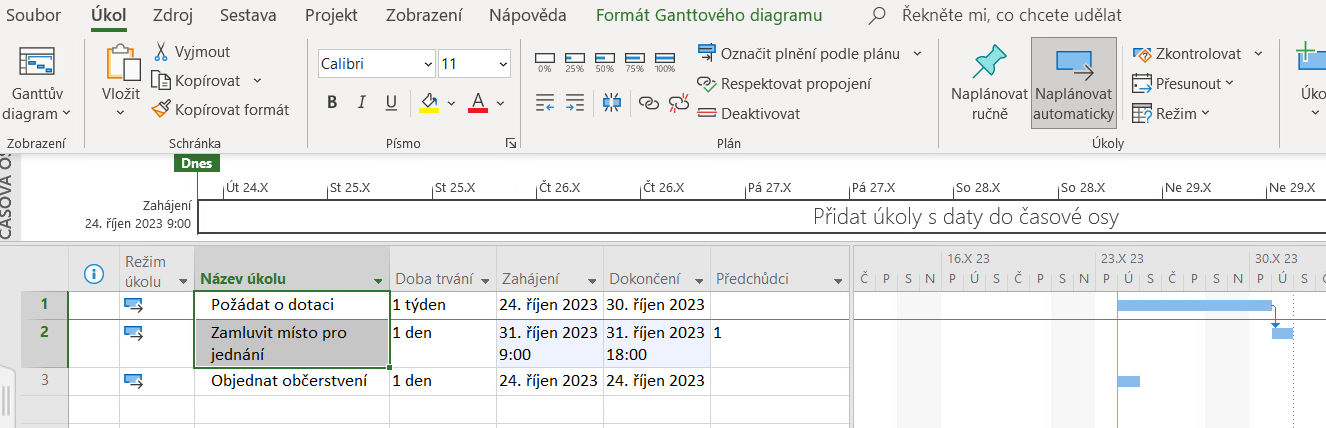 Soubor Úkol Zdroj Sestava Projekt Zobrazení Nápověda Formát Ganttového diagramu Řekněte mi, co chcete udělat
Ganttův
diagram
Zobrazení
Vložit
Vyjmout
Kopírovat
Kopírovat formát
Schránka
Calibri 11
B I U A
Písmo
0% 25% 50% 75% 100%
Označit plnění podle plánu
Respektovat propojení
Deaktivovat
Plán
Naplánovat
ručně
Naplánovat
automaticky
Zkontrolovat
Přesunout
Režim
Úkoly
Úko
ČASOVÁ OS
Dnes
Út 24.X St 25.X St 25.X Čt 26.X Čt 26.X Pá 27.X Pá 27.X So 28.X So 28.X Ne 29.X Ne 29.X
Zahájení
24. říjen 2023 9:00
Přidat úkoly s daty do časové osy
Režim
úkolu
Název úkolu Doba trvání Zahájení Dokončení Předchůdci
16.X 23 23.X 23 30.X 23
Č P S N P Ú S Č P S N P Ú S Č P S N P Ú S
1 Požádat o dotaci 1 týden 24. říjen 2023 30. říjen 2023
2 Zamluvit místo pro 1 den 31. říjen 2023 31. říjen 2023 1
jednání 9:00 18:00
3 Objednat občerstvení 1 den 24. říjen 2023 24. říjen 2023